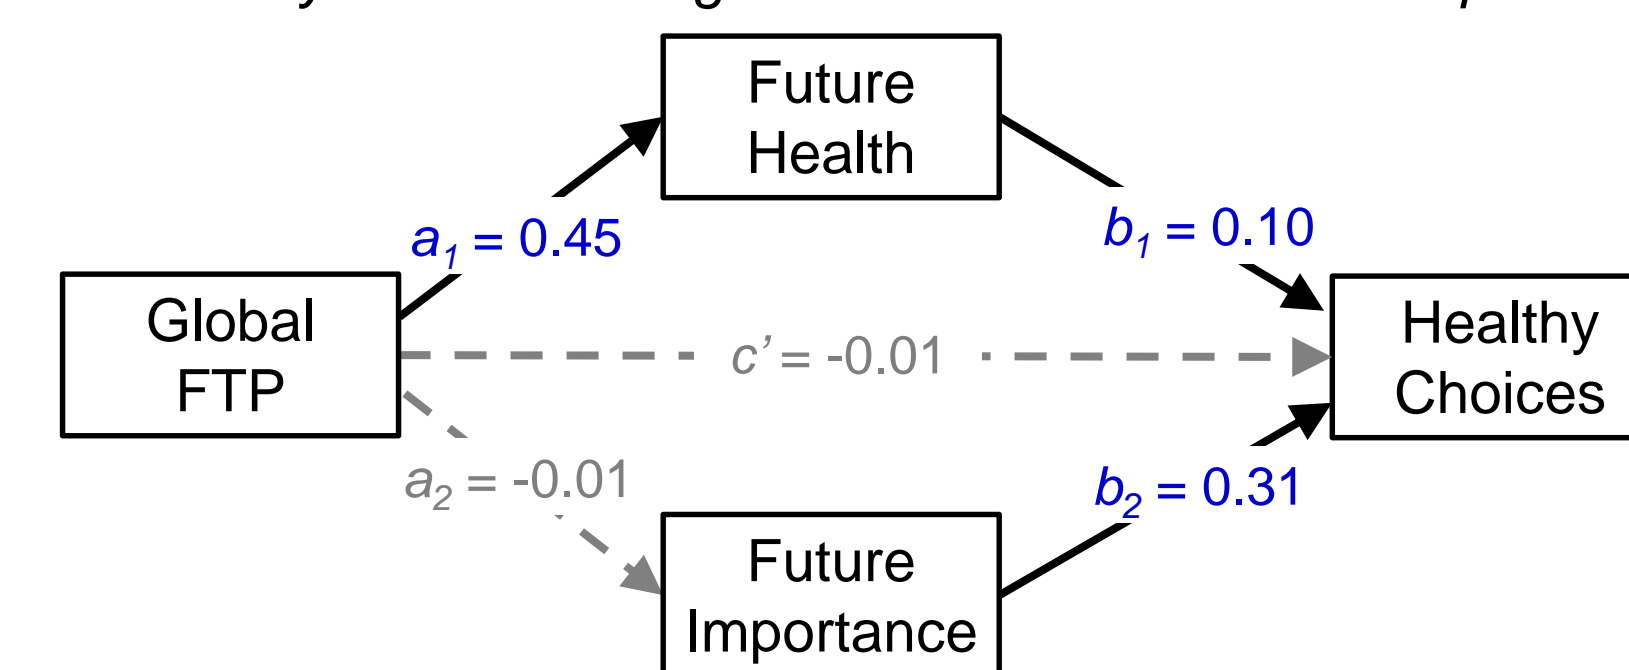 Future
Health
a1 = 0.45
b1 = 0.10
Global
FTP
c’ = -0.01
Healthy
Choices
a2 = -0.01
b2 = 0.31
Future
Importance